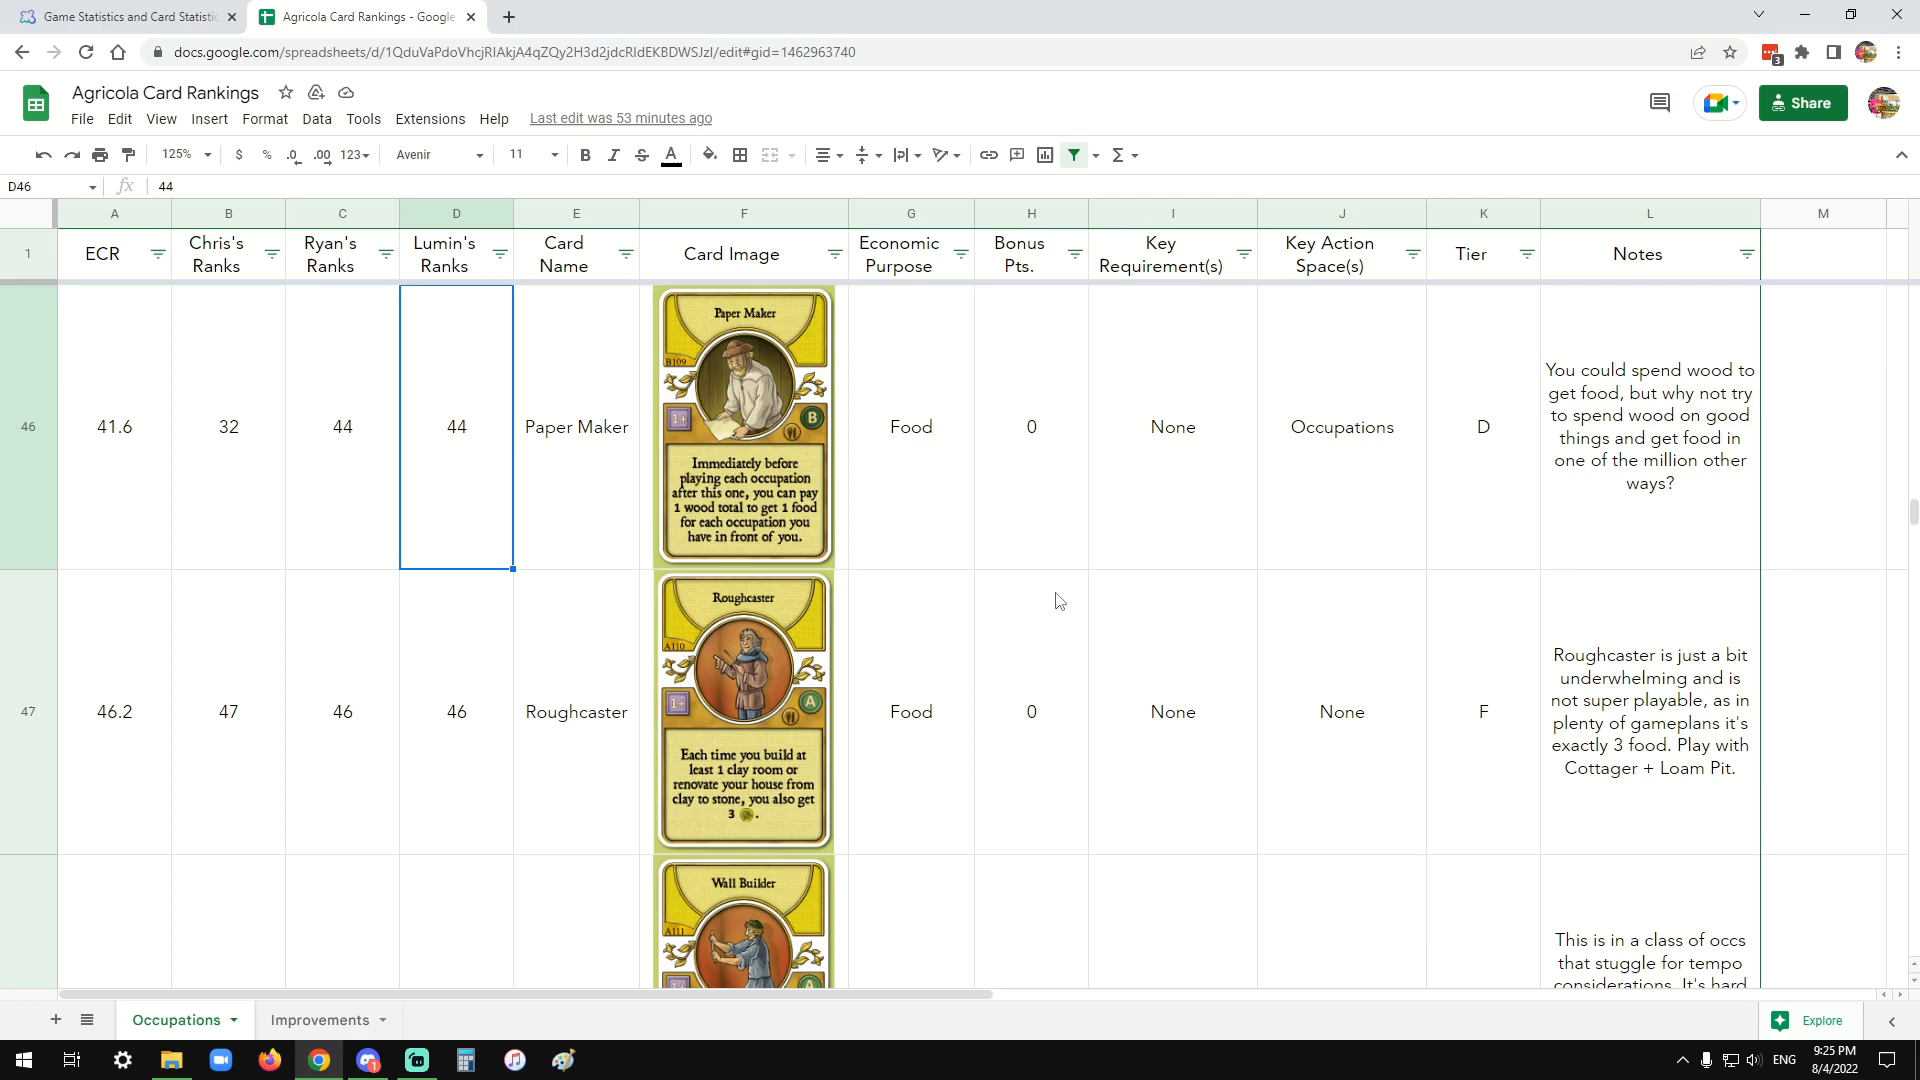 Game Statistics and Card Statistic
Agricola Card Rankings - Google
docs.google.com/spreadsheets/d/1QduVaPdoVhcjRIAkjA4qZQy2H3d2jdcRIdEKBDWSJzI/edit#gid=1462963740
3
Agricola Card Rankings
File Edit View Insert Format Data Tools Extensions Help Last edit was 53 minutes ago
Share
125% $ % .0 .00 123 Avenir 11 B I S A
D46 fx 44
A B C D E F G H I J K L M
1
ECR
Chris's
Ranks
Ryan's
Ranks
Lumin's
Ranks
Card
Name
Card Image
Economic
Purpose
Bonus
Pts.
Key
Requirement(s)
Key Action
Space(s)
Tier
Notes
46
41.6
32
44
44
Paper Maker
Paper Maker
B109
1+
B
Immediately before
playing each occupation
after this one, you can pay
1 wood total to get 1 food
for each occupation you
have in front of you.
Food
0
None
Occupations
D
You could spend wood to
get food, but why not try
to spend wood on good
things and get food in
one of the million other
ways?
47
46.2
47
46
46
Roughcaster
Roughcaster
A110
1+
A
Each time you build at
least 1 clay room or
renovate your house from
clay to stone, you also get
3 .
Food
0
None
None
F
Roughcaster is just a bit
underwhelming and is
not super playable, as in
plenty of gameplans it's
exactly 3 food. Play with
Cottager + Loam Pit.
Wall Builder
A111
This is in a class of occs
that stuggle for tempo
considerations. It's hard
Occupations
Improvements
Explore
1
ENG
9:25 PM
8/4/2022